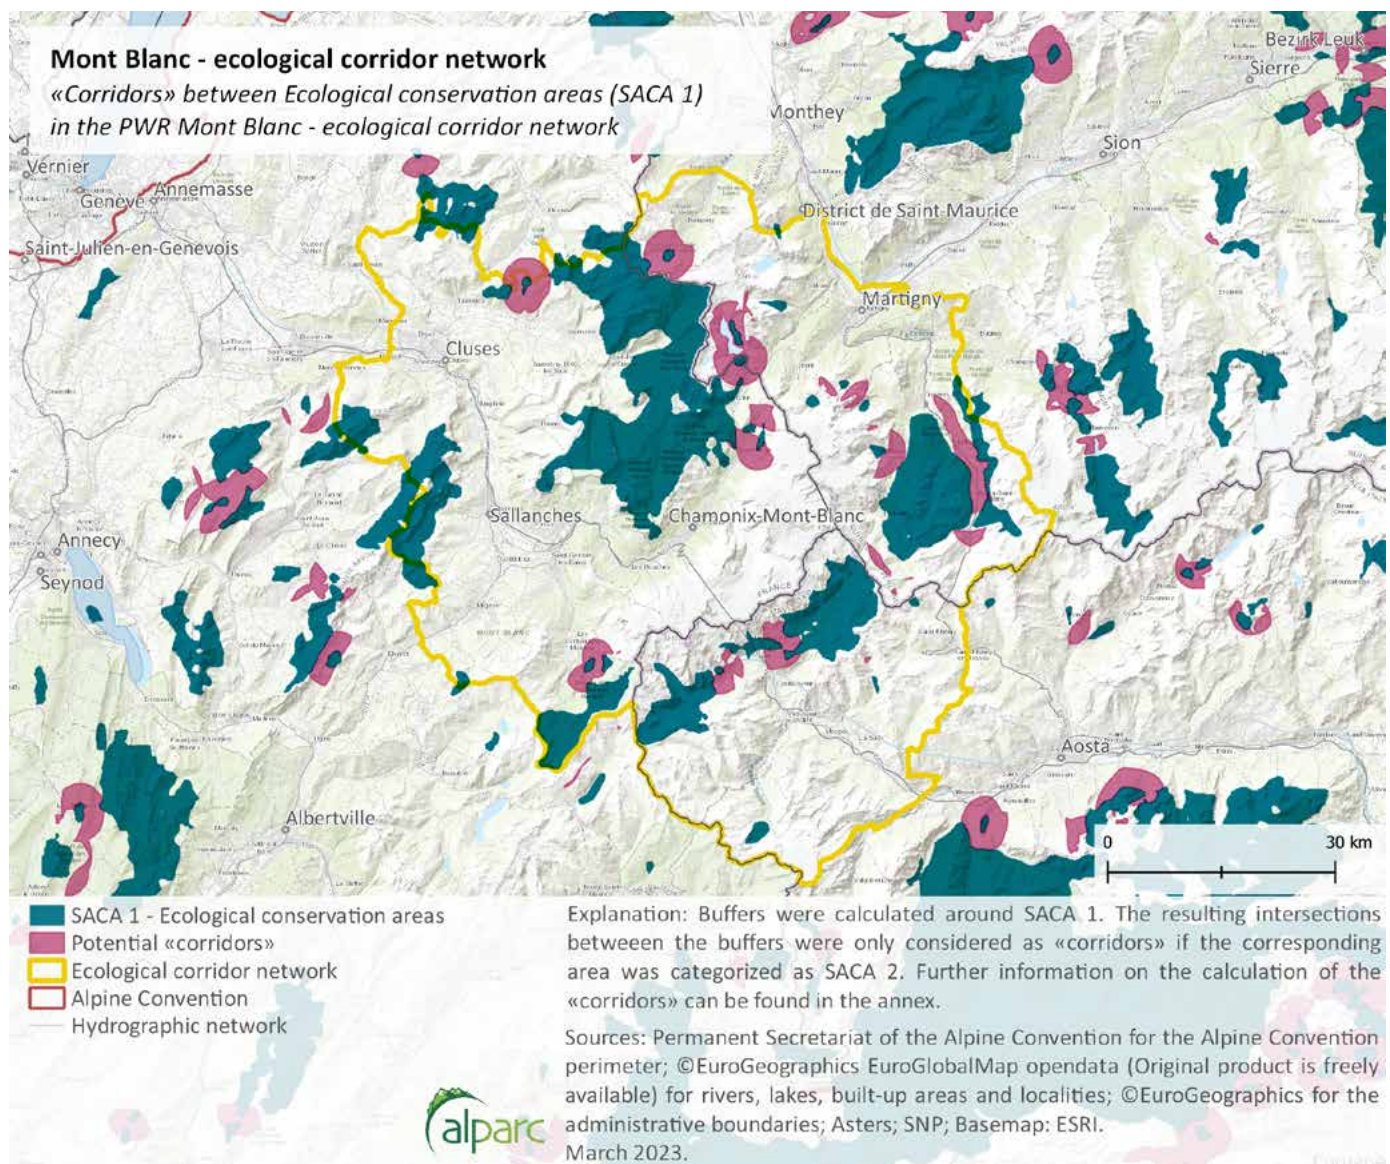 Mont Blanc - ecological corridor network
«Corridors» between Ecological conservation areas (SACA 1)
in the PWR Mont Blanc - ecological corridor network
Bezirk Leuk
Sierre
Monthey
Sion
Vernier
Genève
Annemasse
District de Saint-Maurice
Saint-Julien-en-Genevois
Martigny
Cluses
Sallanches
Chamonix-Mont-Blanc
Annecy
Seynod
FRANCE
Aosta
Albertville
0 30 km
SACA 1 - Ecological conservation areas
Potential «corridors»
Ecological corridor network
Alpine Convention
Hydrographic network
Explanation: Buffers were calculated around SACA 1. The resulting intersections
betweeen the buffers were only considered as «corridors» if the corresponding
area was categorized as SACA 2. Further information on the calculation of the
«corridors» can be found in the annex.
Sources: Permanent Secretariat of the Alpine Convention for the Alpine Convention
perimeter; ©EuroGeographics EuroGlobalMap opendata (Original product is freely
available) for rivers, lakes, built-up areas and localities; ©EuroGeographics for the
administrative boundaries; Asters; SNP; Basemap: ESRI.
March 2023.
alparc